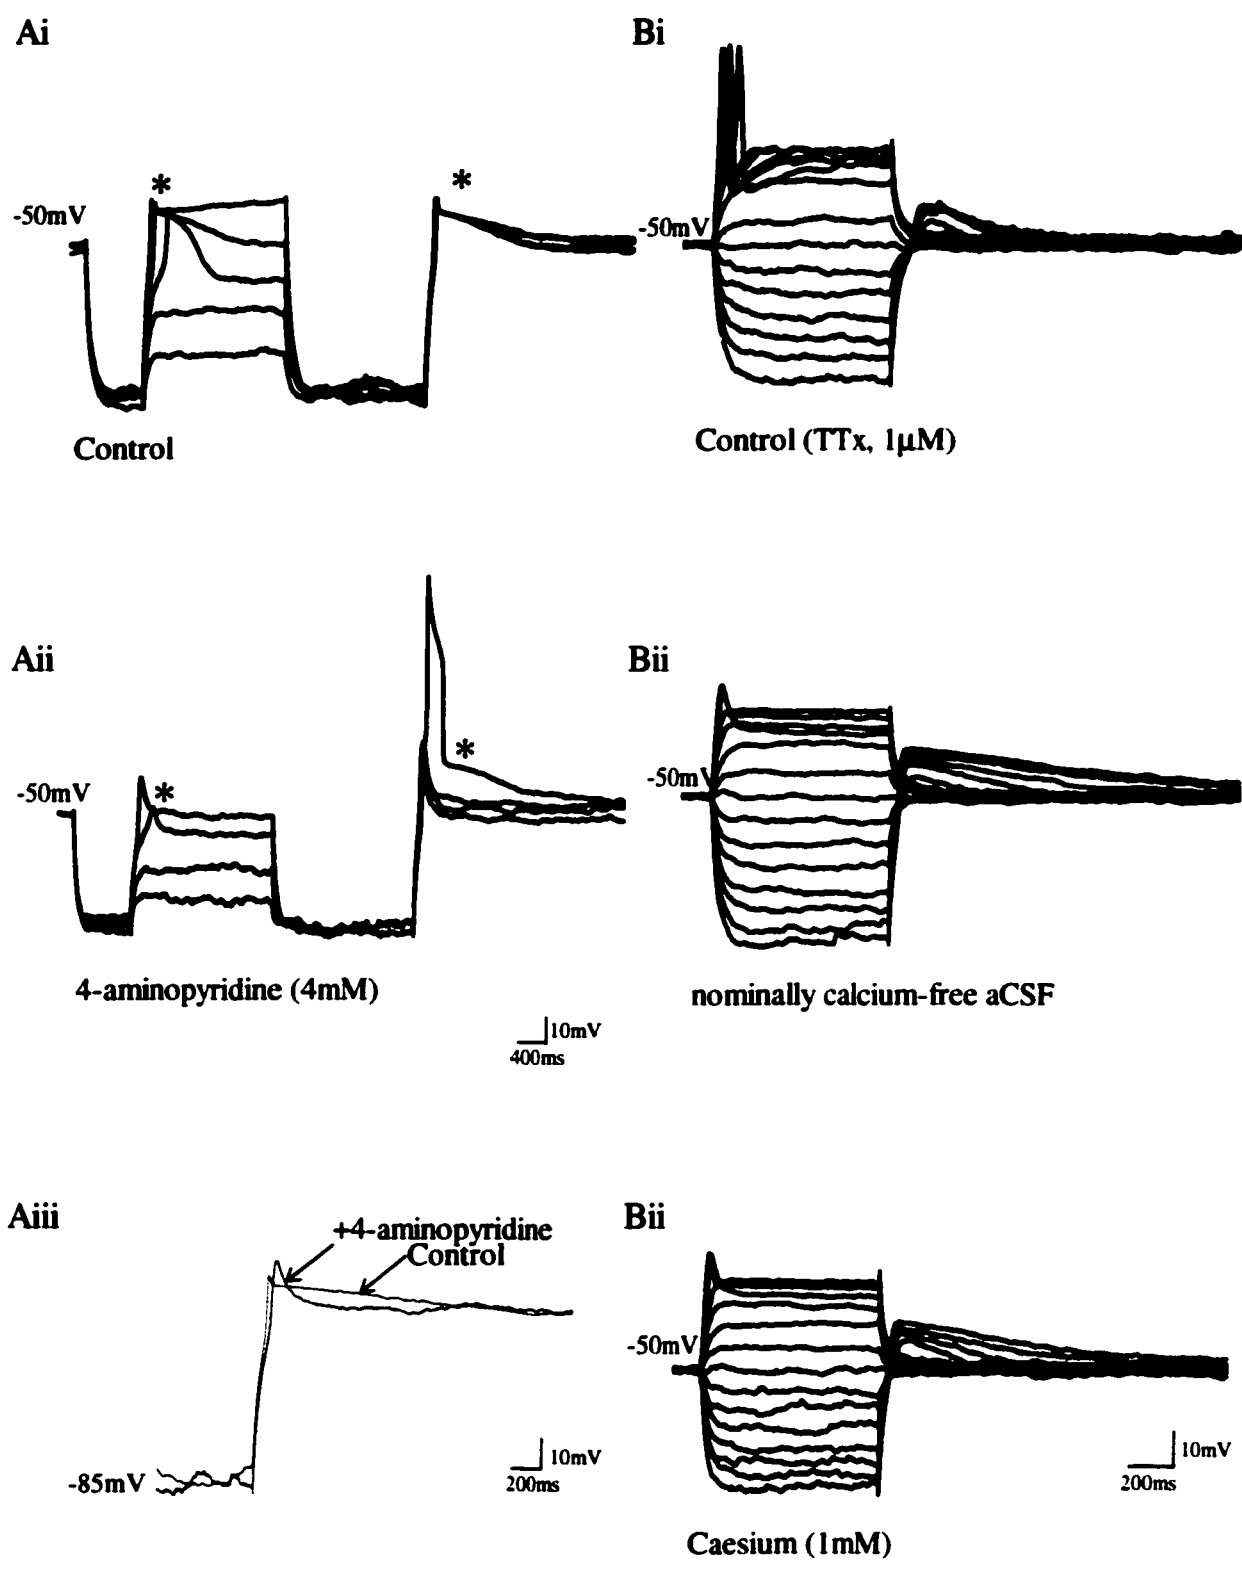 Ai
Bi
*
*
-50mV
-50mV
Control
Control (TTx, 1µM)
Aii
Bii
*
*
-50mV
-50mV
4-aminopyridine (4mM)
nominally calcium-free aCSF
10mV
400ms
Aiii
Bii
+4-aminopyridine
Control
-50mV
-85mV
10mV
200ms
10mV
200ms
Caesium (1mM)